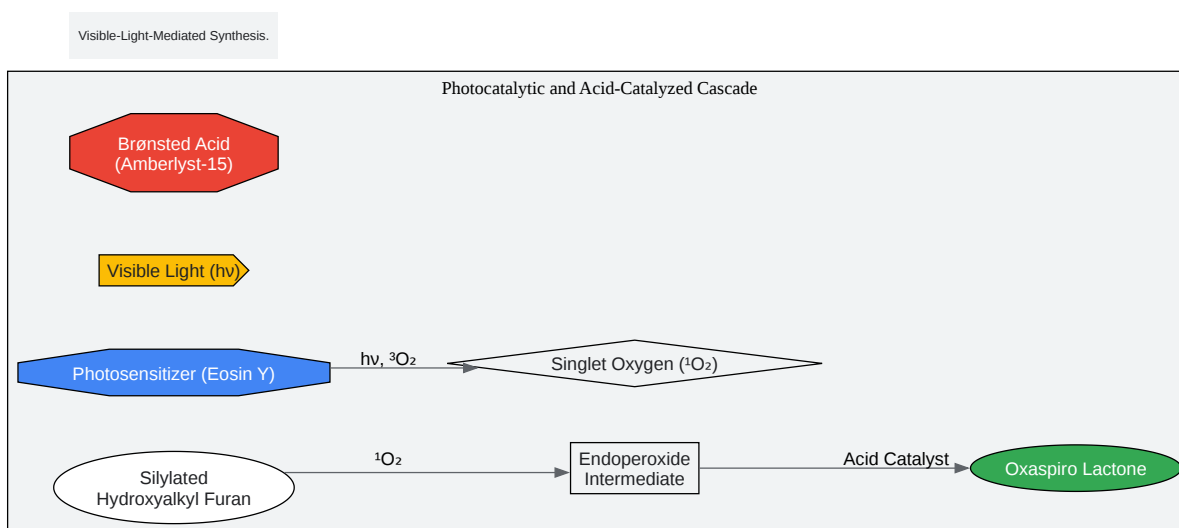 Visible-Light-Mediated Synthesis.
Photocatalytic and Acid-Catalyzed Cascade
Brønsted Acid
(Amberlyst-15)
Visible Light (hν)
Photosensitizer (Eosin Y)
hν, ³O₂
Singlet Oxygen (¹O₂)
Silylated
Hydroxyalkyl Furan
¹O₂
Endoperoxide
Intermediate
Acid Catalyst
Oxaspiro Lactone